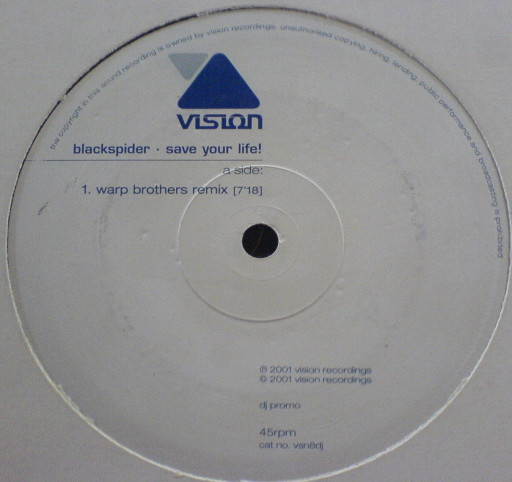 the copyright in this sound recording is owned by vision recordings. unauthorised copying, hiring, lending, public performance and broadcasting is prohibited
vision
blackspider · save your life!
a side:
1. warp brothers remix [7'18]
℗ 2001 vision recordings
© 2001 vision recordings
dj promo
45rpm
cat no. vsn8dj